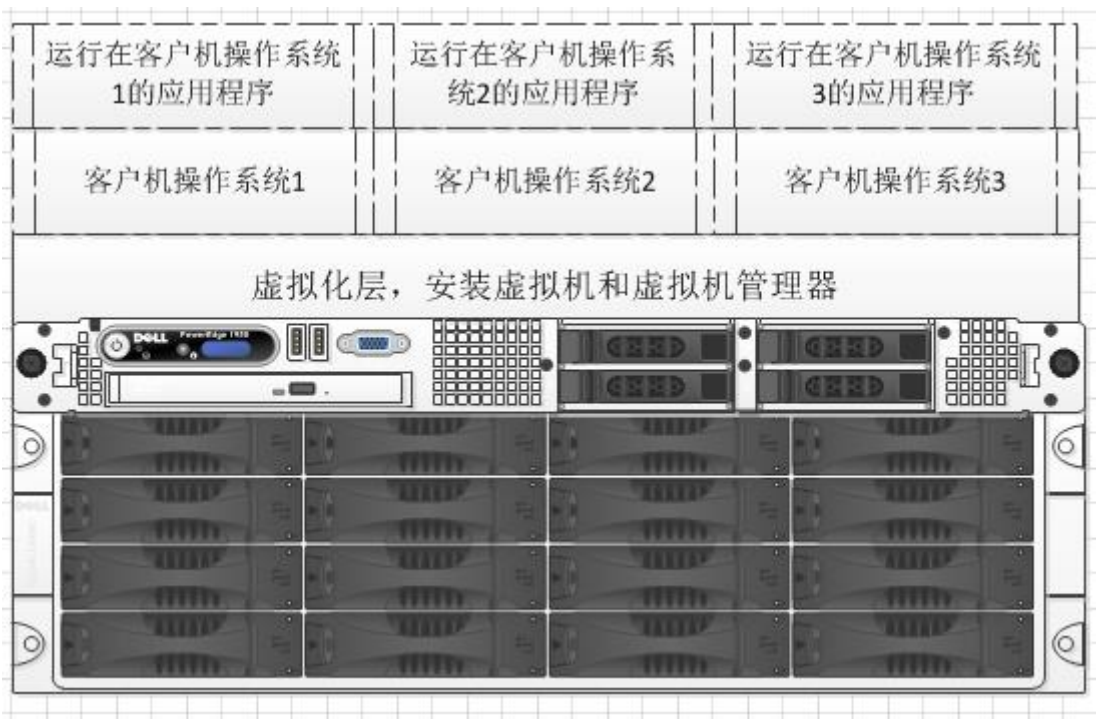 运行在客户机操作系统
1的应用程序
运行在客户机操作系
统2的应用程序
运行在客户机操作系统
3的应用程序
客户机操作系统1
客户机操作系统2
客户机操作系统3
虚拟化层，安装虚拟机和虚拟机管理器
DELL PowerEdge 1950